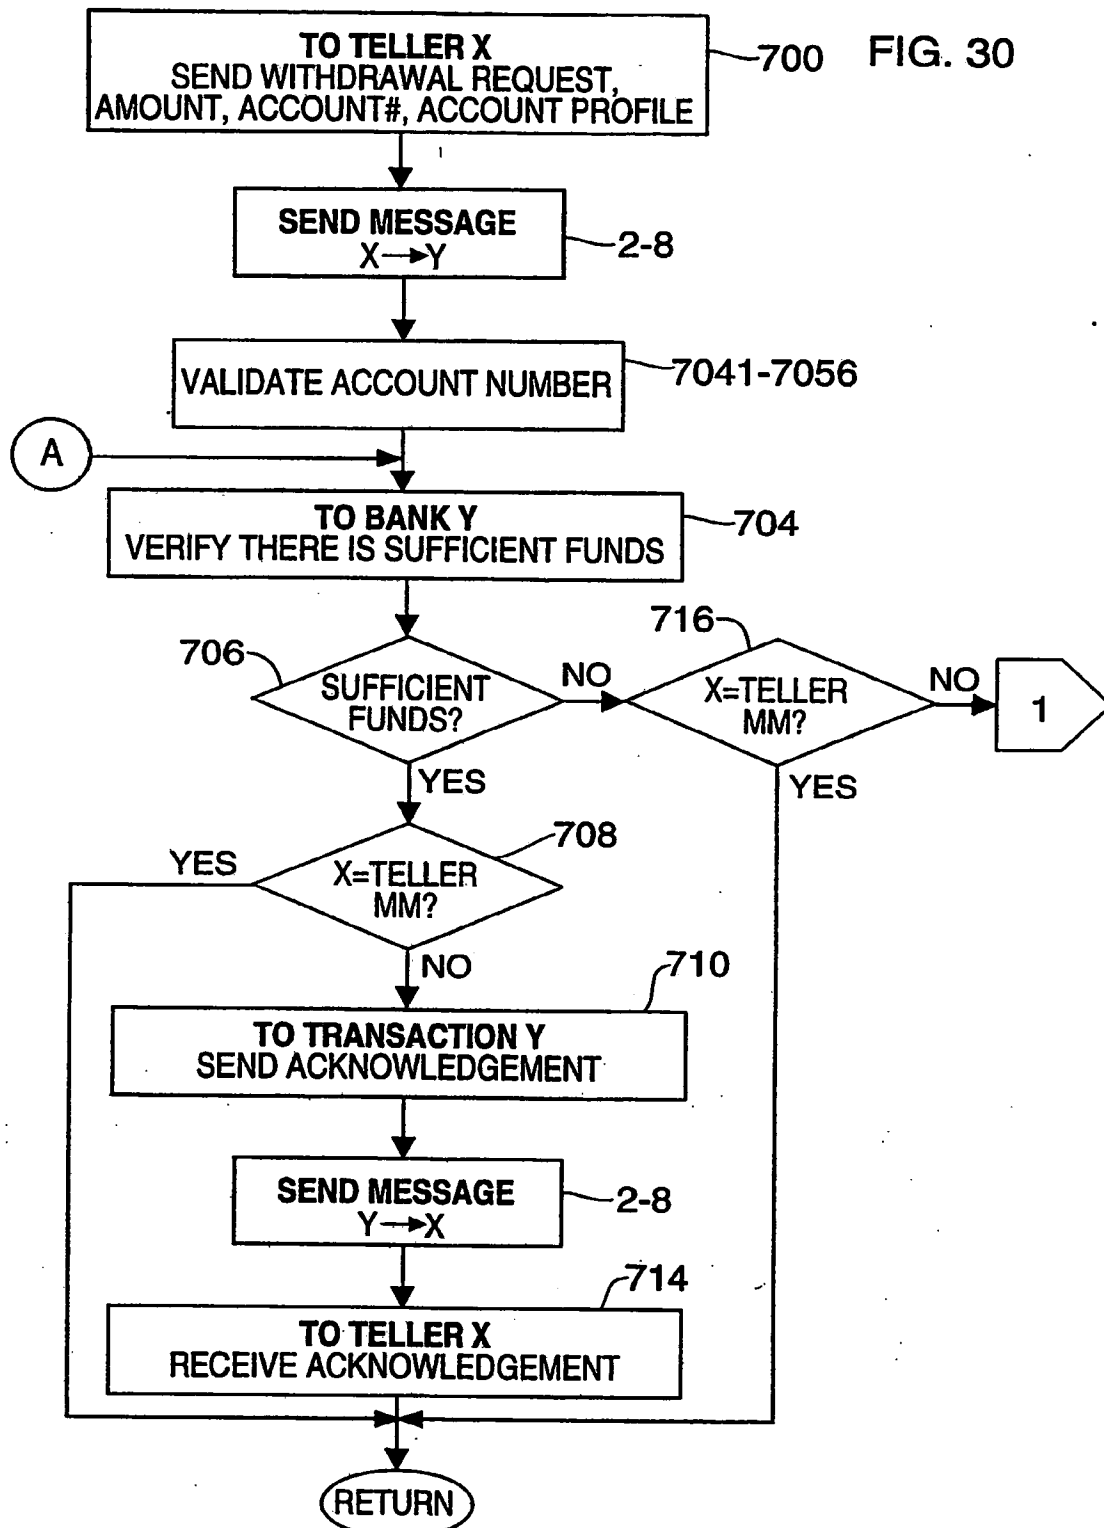 FIG. 30
TO TELLER X
SEND WITHDRAWAL REQUEST,
AMOUNT, ACCOUNT#, ACCOUNT PROFILE
700
SEND MESSAGE
X→Y
2-8
VALIDATE ACCOUNT NUMBER
7041-7056
A
TO BANK Y
VERIFY THERE IS SUFFICIENT FUNDS
704
706
SUFFICIENT
FUNDS?
NO
716
X=TELLER
MM?
NO
1
YES
YES
708
YES
X=TELLER
MM?
NO
710
TO TRANSACTION Y
SEND ACKNOWLEDGEMENT
SEND MESSAGE
Y→X
2-8
714
TO TELLER X
RECEIVE ACKNOWLEDGEMENT
RETURN